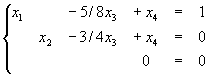 x₁ - 5/8x₃ + x₄ = 1
x₂ - 3/4x₃ + x₄ = 0
0 = 0